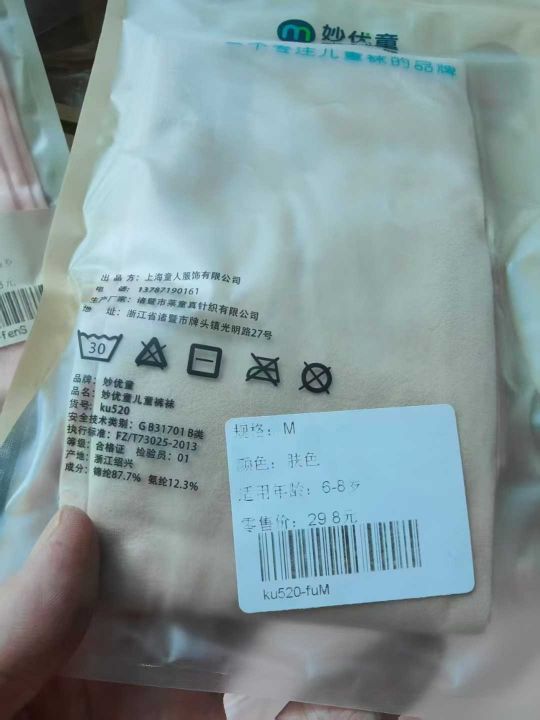 妙优童
一个专注儿童袜的品牌
出品方：上海童人服饰有限公司
电 话：13787190161
生产厂家：诸暨市莱童真针织有限公司
地 址：浙江省诸暨市牌头镇光明路27号
30
品牌：妙优童
品名：妙优童儿童裤袜
货号：ku520
安全技术类别：GB31701 B类
执行标准：FZ/T73025-2013
等级：合格证 检验员：01
产地：浙江绍兴
成分：锦纶87.7% 氨纶12.3%
规格：M
颜色：肤色
适用年龄：6-8岁
零售价：29.8元
ku520-fuM
岁
元
-fenS